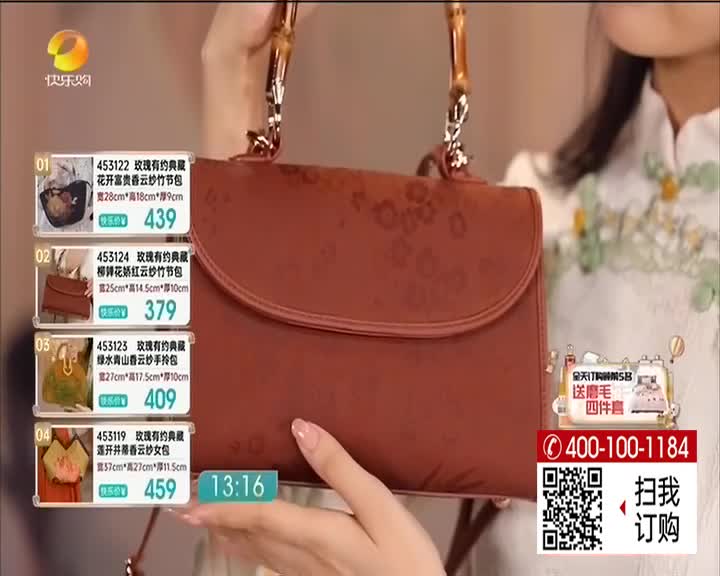 快乐购
01
453122 玫瑰有约典藏
花开富贵香云纱竹节包
宽28cm*高18cm*厚9cm
快乐价¥ 439
02
453124 玫瑰有约典藏
柳亸花娇红云纱竹节包
宽25cm*高14.5cm*厚10cm
快乐价¥ 379
03
453123 玫瑰有约典藏
绿水青山香云纱手拎包
宽27cm*高17.5cm*厚10cm
快乐价¥ 409
04
453119 玫瑰有约典藏
莲开并蒂香云纱女包
宽37cm*高27cm*厚11.5cm
快乐价¥ 459
13:16
全天订购最前5名
送磨毛
四件套
400-100-1184
扫我
订购